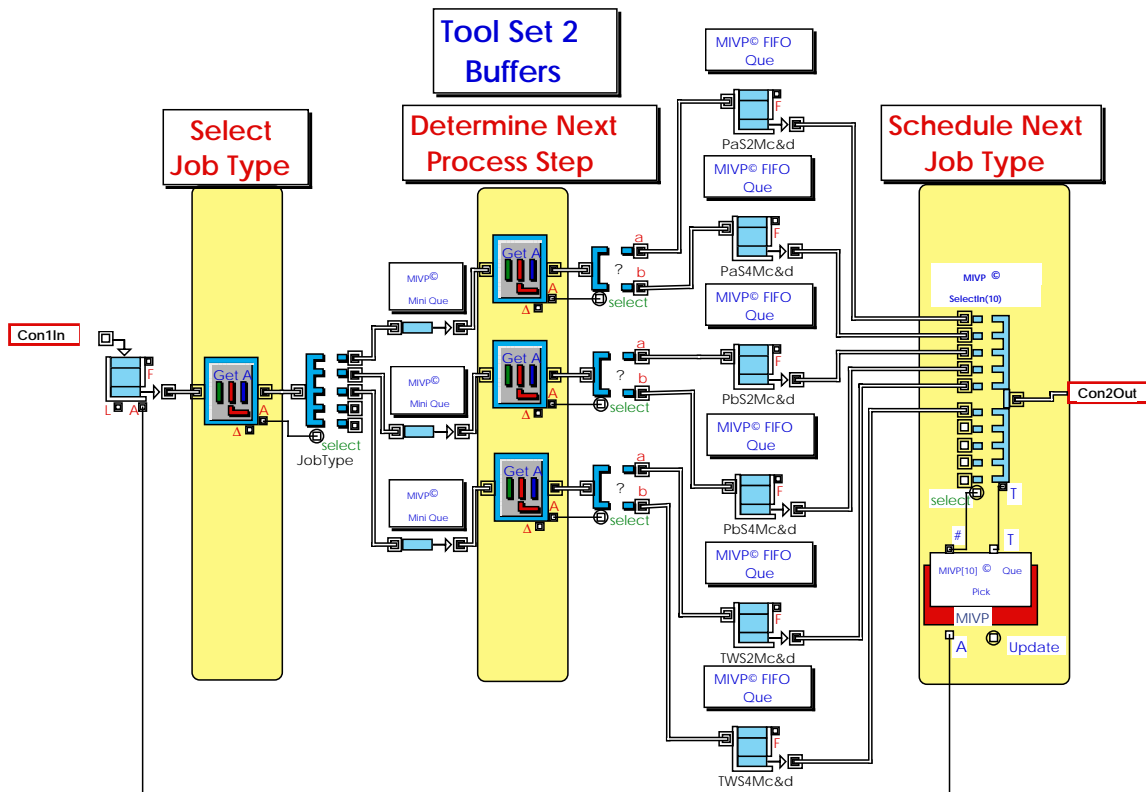 Tool Set 2
Buffers
MIVP© FIFO
Que
Select
Job Type
Determine Next
Process Step
Schedule Next
Job Type
F
PaS2Mc&d
MIVP© FIFO
Que
a
b
?
select
Get A
A
Δ
F
PaS4Mc&d
MIVP ©
SelectIn(10)
MIVP©
Mini Que
MIVP© FIFO
Que
Con1In
F
L
A
Get A
A
Δ
select
JobType
MIVP©
Mini Que
Get A
A
Δ
a
b
?
select
F
PbS2Mc&d
Con2Out
MIVP© FIFO
Que
MIVP©
Mini Que
Get A
A
Δ
a
b
?
select
F
PbS4Mc&d
select
T
#
T
MIVP[10] © Que
Pick
MIVP
A
Update
MIVP© FIFO
Que
F
TWS2Mc&d
MIVP© FIFO
Que
F
TWS4Mc&d